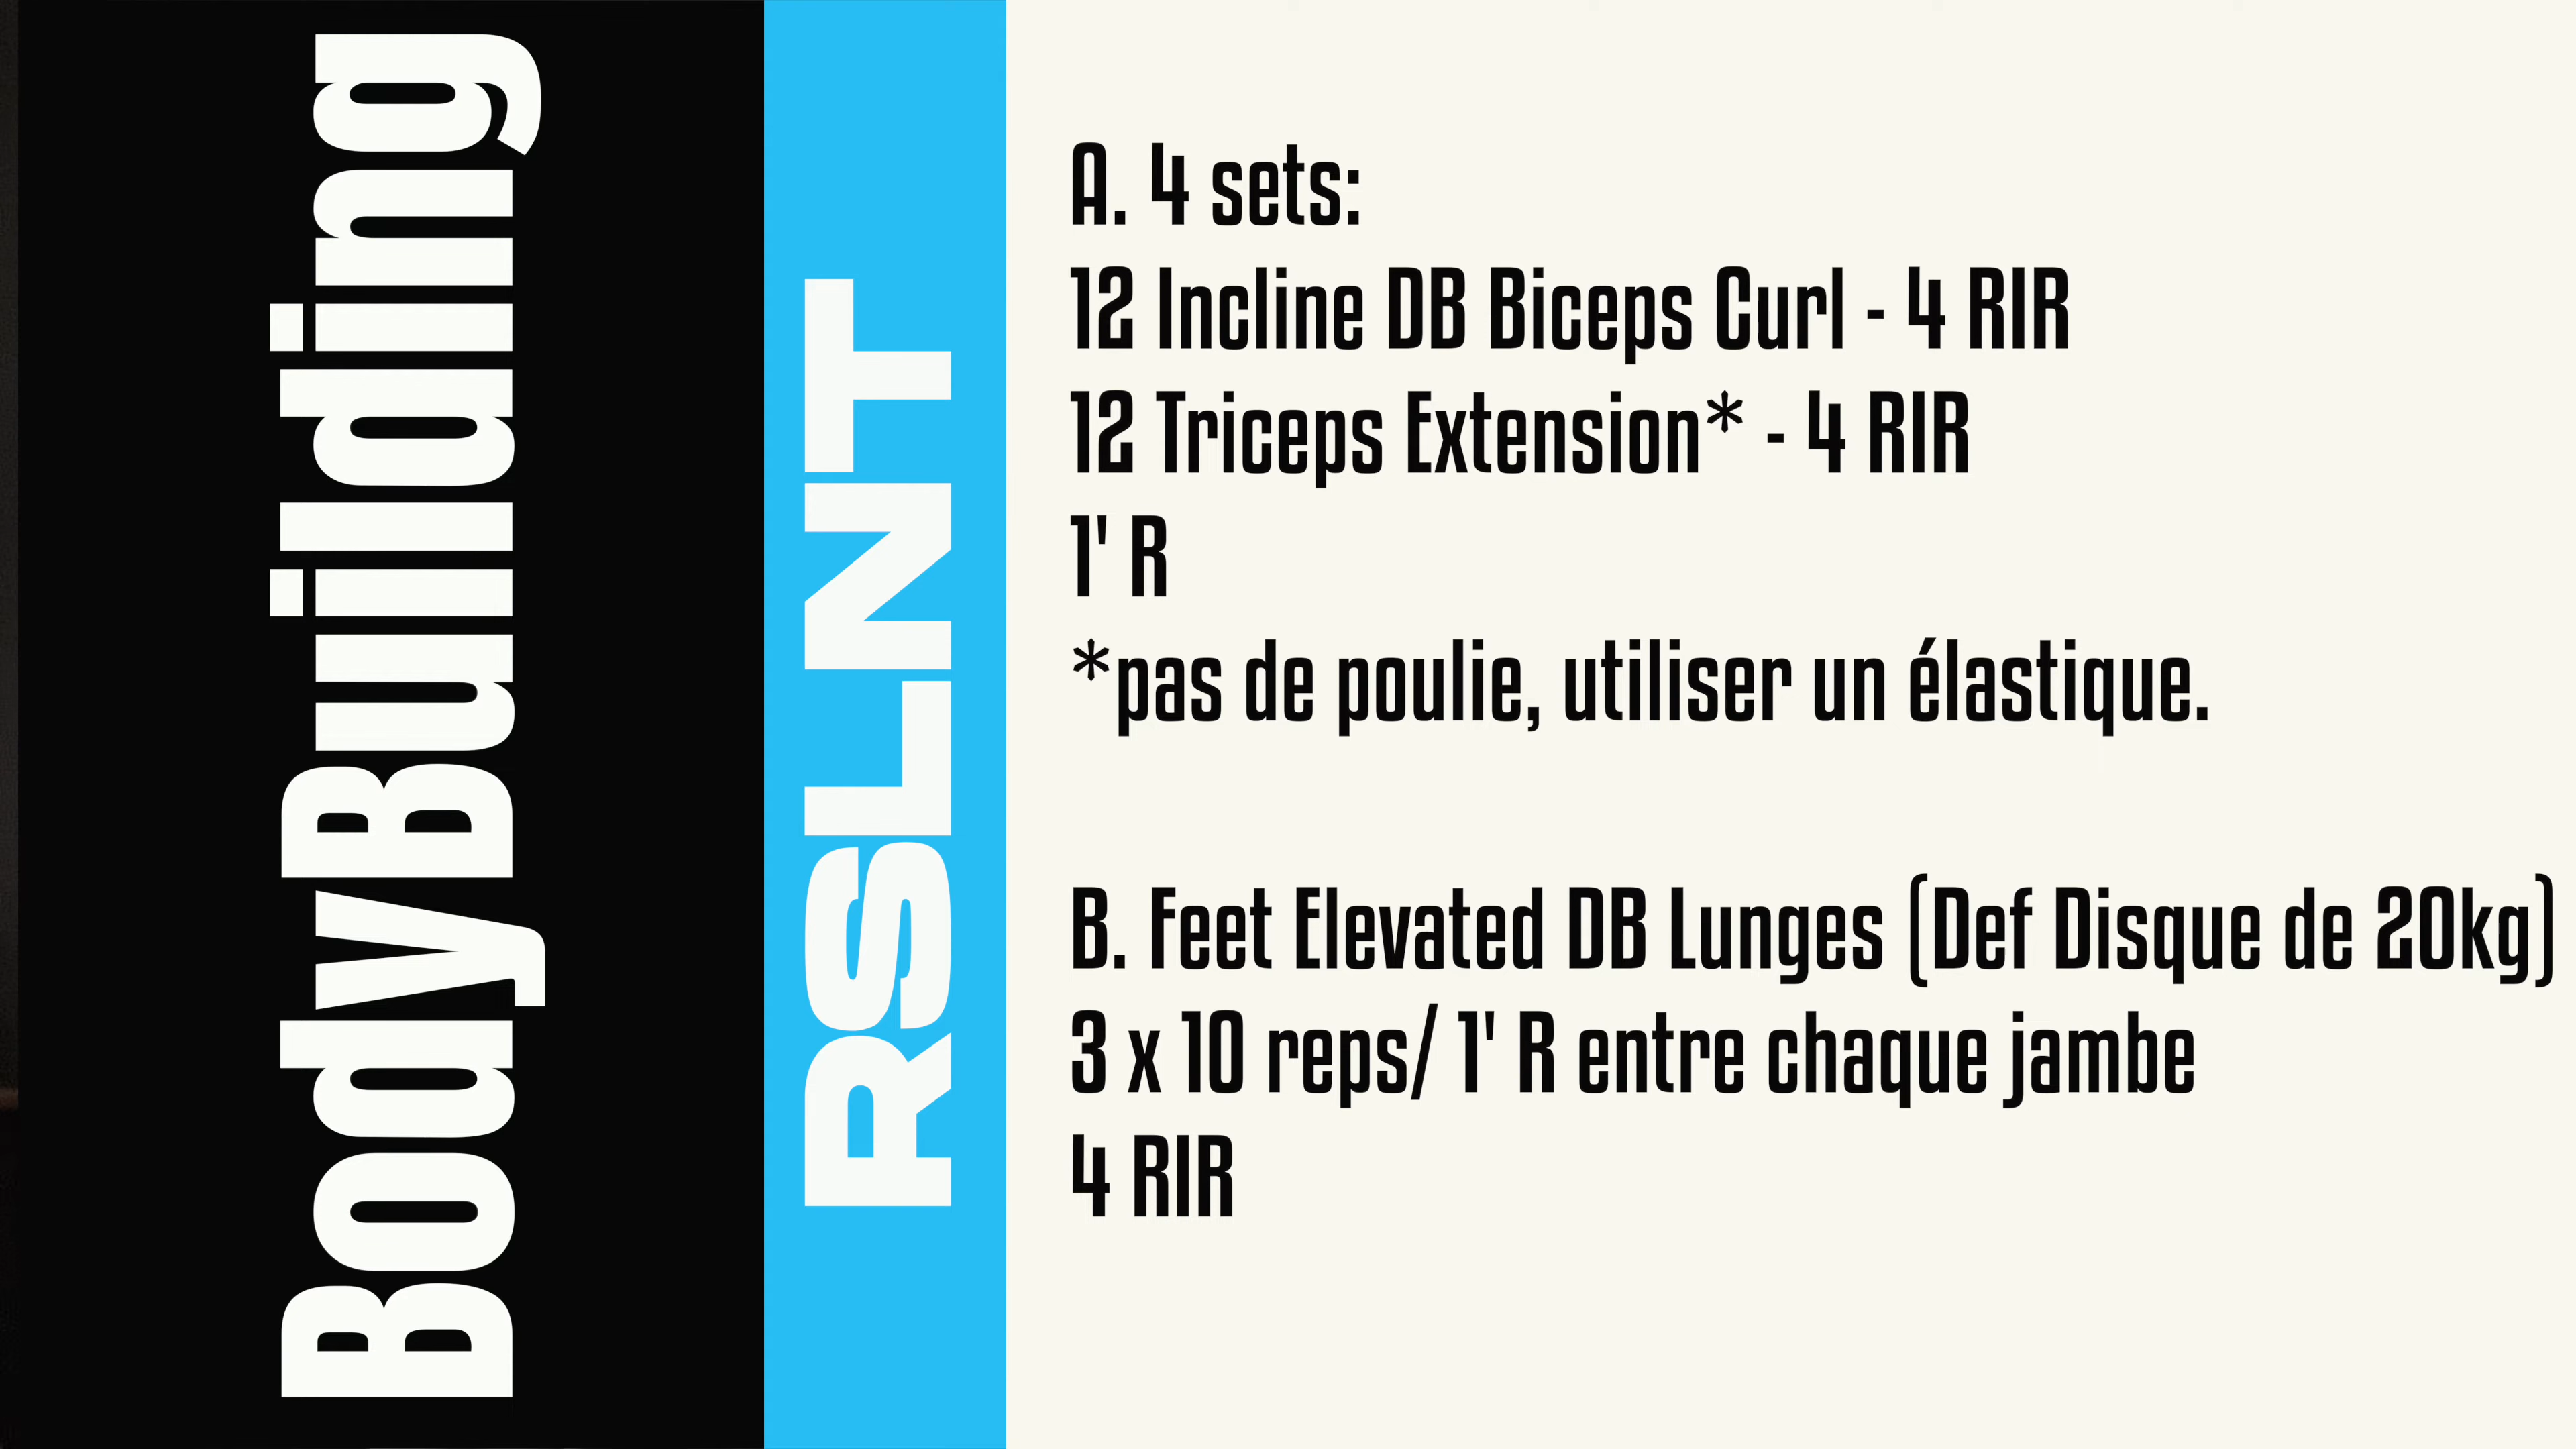 BodyBuilding
RSLNT
A. 4 sets:
12 Incline DB Biceps Curl - 4 RIR
12 Triceps Extension* - 4 RIR
1' R
*pas de poulie, utiliser un élastique.
B. Feet Elevated DB Lunges (Def Disque de 20kg)
3 x 10 reps/ 1' R entre chaque jambe
4 RIR